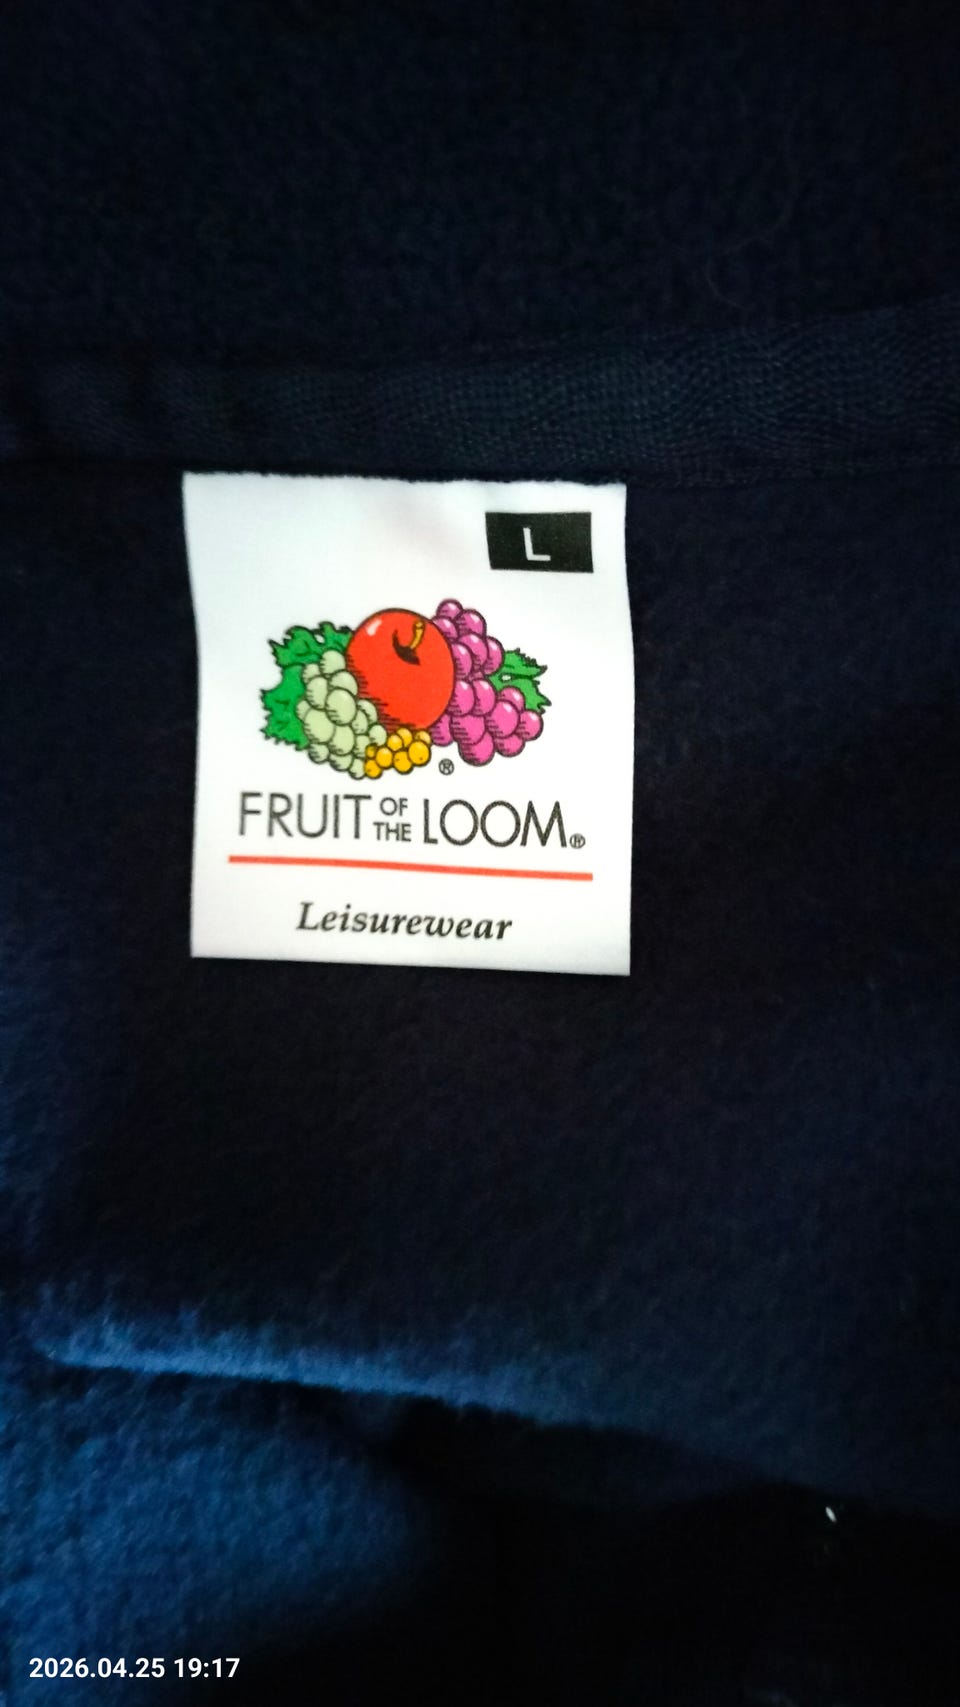 L
®
FRUIT OF THE LOOM®
Leisurewear
2026.04.25 19:17